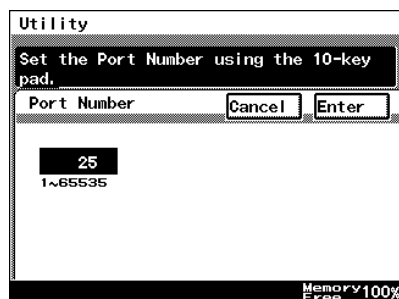 Utility
Set the Port Number using the 10-key
pad.
Port Number
Cancel
Enter
25
1~65535
Memory
Free
100%